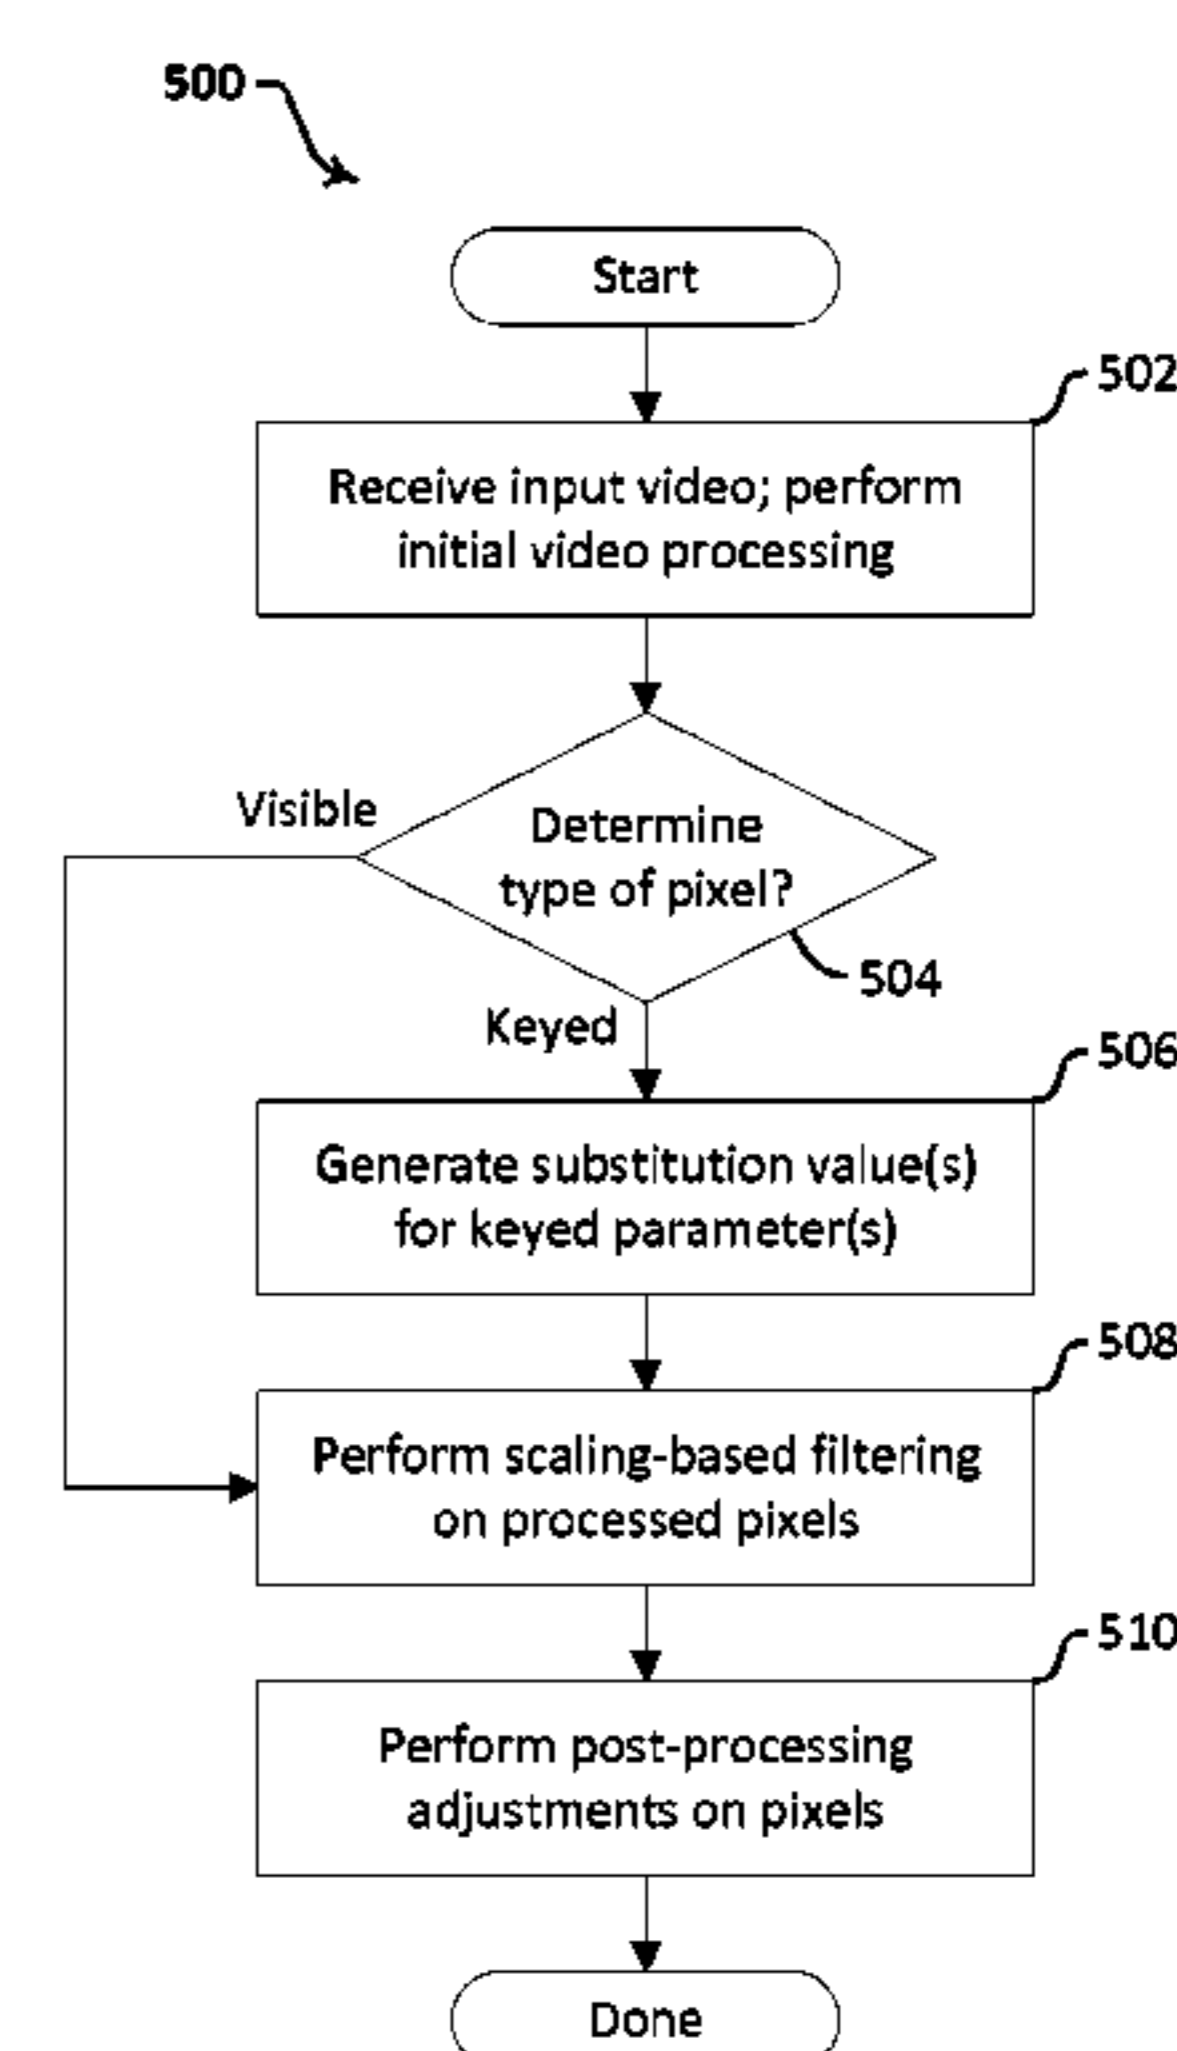 500
Start
502
Receive input video; perform
initial video processing
Visible
Determine
type of pixel?
504
Keyed
506
Generate substitution value(s)
for keyed parameter(s)
508
Perform scaling-based filtering
on processed pixels
510
Perform post-processing
adjustments on pixels
Done